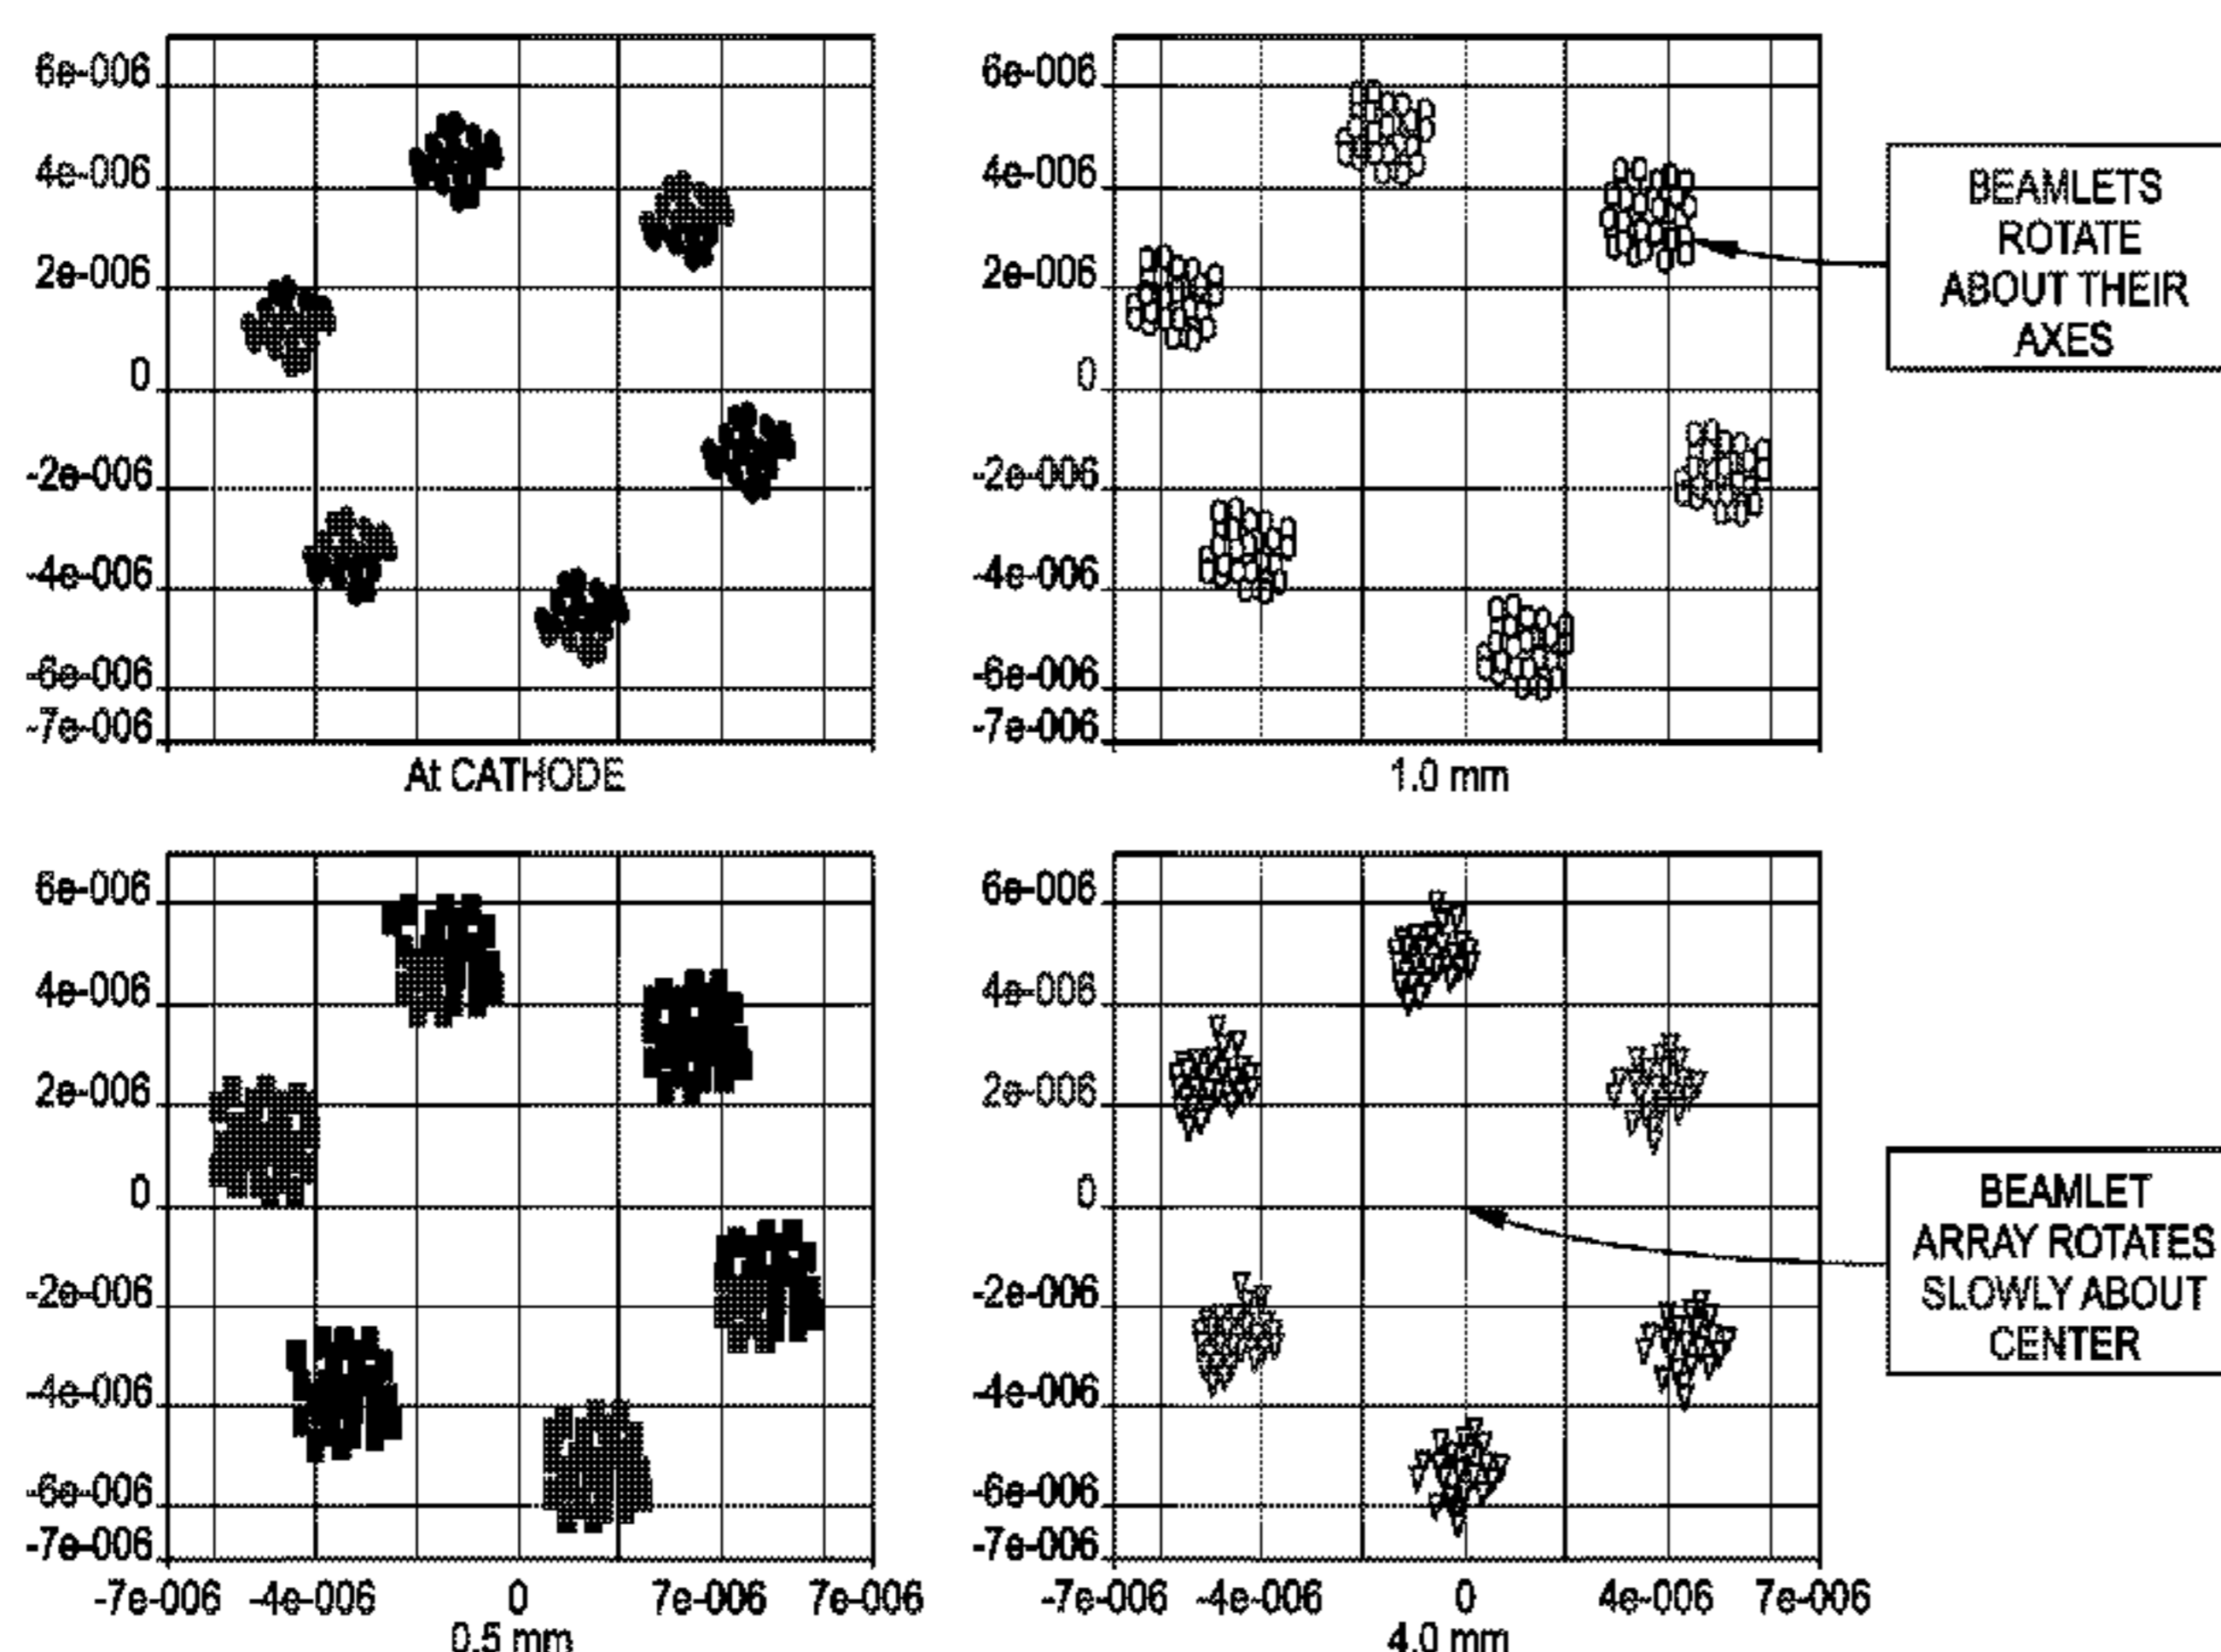 6e-006
4e-006
2e-006
0
-2e-006
-4e-006
-6e-006
-7e-006
At CATHODE
6e-006
4e-006
2e-006
0
-2e-006
-4e-006
-6e-006
-7e-006
1.0 mm
BEAMLETS
ROTATE
ABOUT THEIR
AXES
6e-006
4e-006
2e-006
0
-2e-006
-4e-006
-6e-006
-7e-006
-7e-006 -4e-006 0 7e-006 7e-006
0.5 mm
6e-006
4e-006
2e-006
0
-2e-006
-4e-006
-6e-006
-7e-006
-7e-006 -4e-006 0 4e-006 7e-006
4.0 mm
BEAMLET
ARRAY ROTATES
SLOWLY ABOUT
CENTER